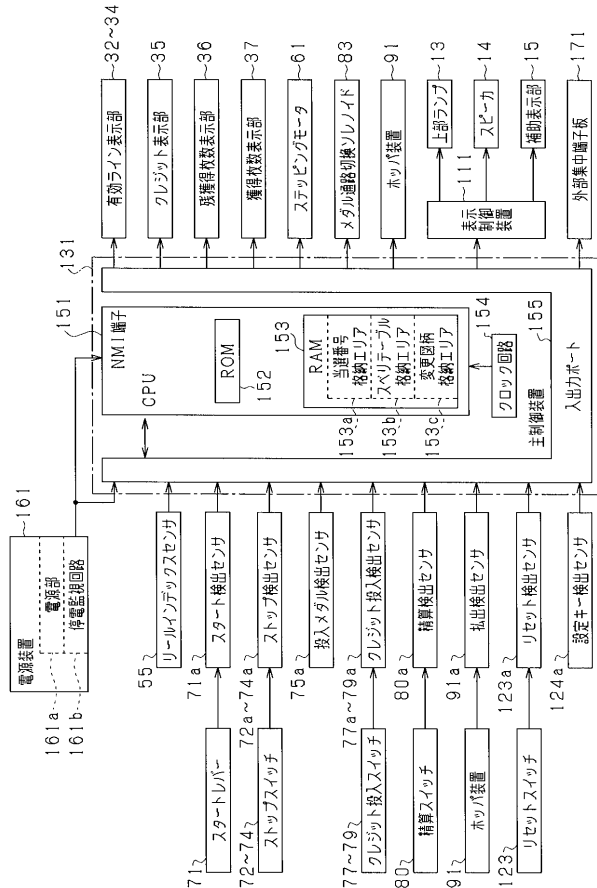 電源装置
161
電源部
停電監視回路
161a
161b
71
スタートレバー
72~74
ストップスイッチ
77~79
クレジット投入スイッチ
80
精算スイッチ
91
ホッパ装置
123
リセットスイッチ
55
リールインデックスセンサ
71a
スタート検出センサ
72a~74a
ストップ検出センサ
75a
投入メダル検出センサ
77a~79a
クレジット投入検出センサ
80a
精算検出センサ
91a
払出検出センサ
123a
リセット検出センサ
124a
設定キー検出センサ
131
151
NMI端子
CPU
ROM
152
153
RAM
当選番号
格納エリア
スベリテーブル
格納エリア
変更図柄
格納エリア
153a
153b
153c
154
クロック回路
主制御装置
155
入出力ポート
有効ライン表示部
32~34
クレジット表示部
35
残獲得枚数表示部
36
獲得枚数表示部
37
ステッピングモータ
61
メダル通路切換ソレノイド
83
ホッパ装置
91
表示
制御
装置
111
上部ランプ
13
スピーカ
14
補助表示部
15
外部集中端子板
171